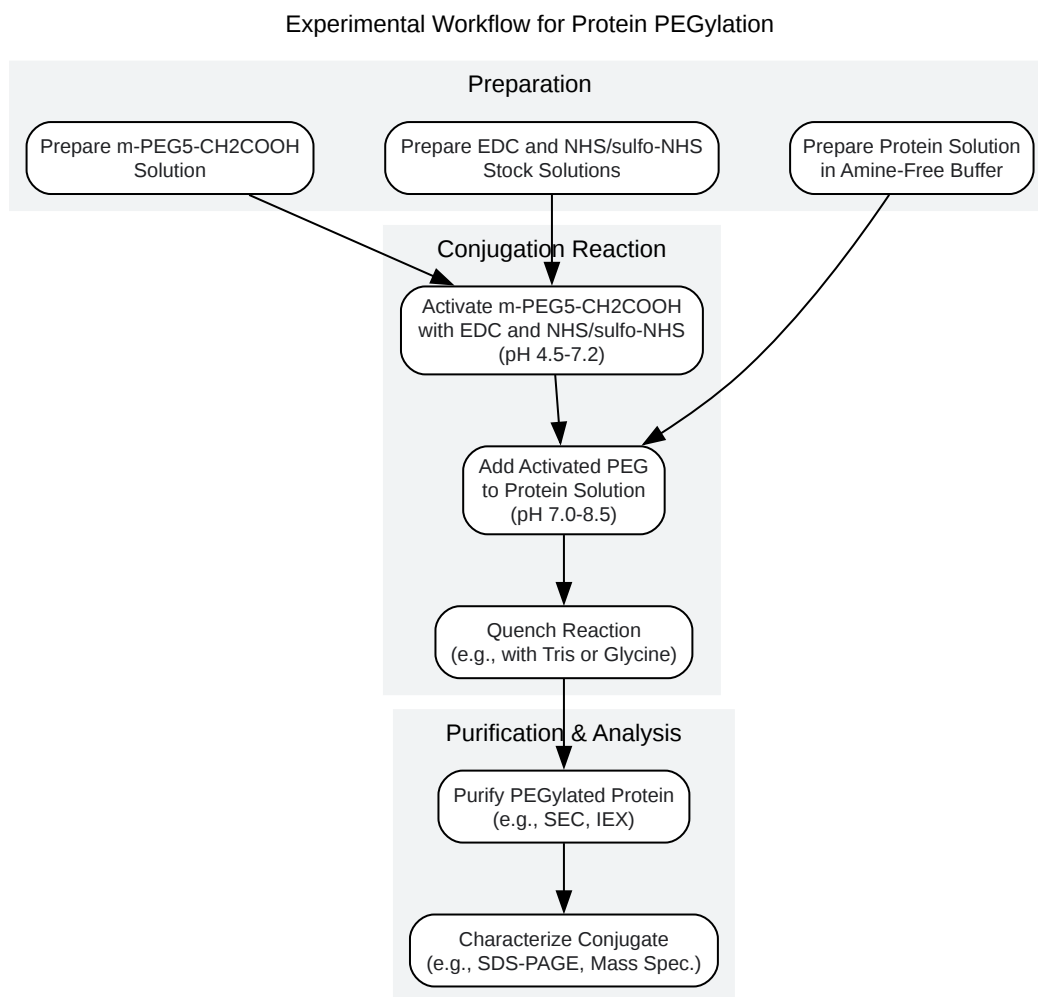 Experimental Workflow for Protein PEGylation
Preparation
Prepare m-PEG5-CH2COOH
Solution
Prepare EDC and NHS/sulfo-NHS
Stock Solutions
Prepare Protein Solution
in Amine-Free Buffer
Conjugation Reaction
Activate m-PEG5-CH2COOH
with EDC and NHS/sulfo-NHS
(pH 4.5-7.2)
Add Activated PEG
to Protein Solution
(pH 7.0-8.5)
Quench Reaction
(e.g., with Tris or Glycine)
Purification & Analysis
Purify PEGylated Protein
(e.g., SEC, IEX)
Characterize Conjugate
(e.g., SDS-PAGE, Mass Spec.)